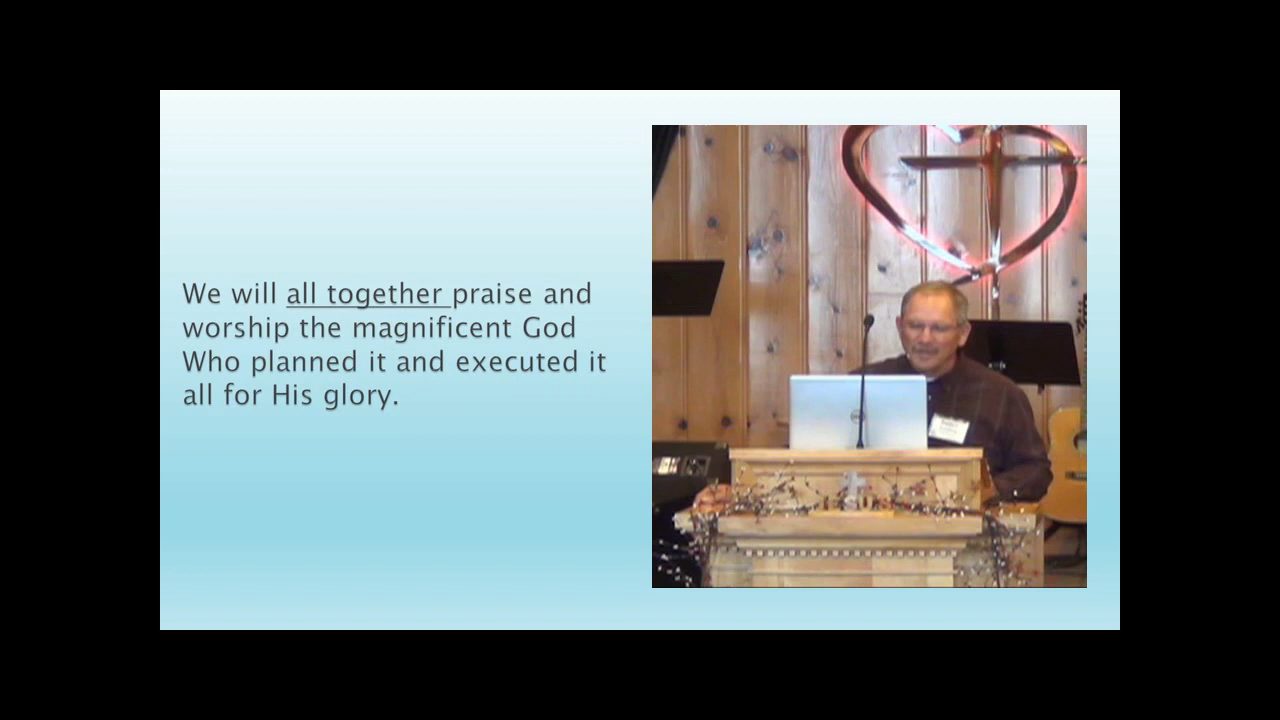 We will all together praise and
worship the magnificent God
Who planned it and executed it
all for His glory.